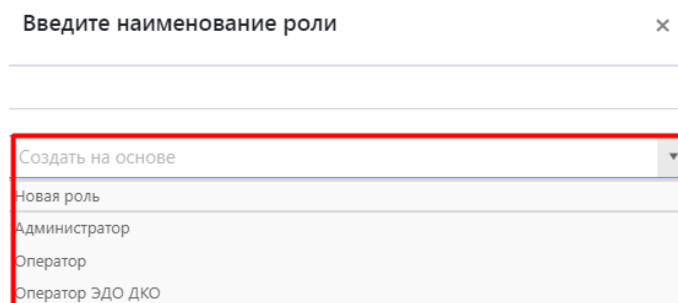 Введите наименование роли
Создать на основе
Новая роль
Администратор
Оператор
Оператор ЭДО ДКО